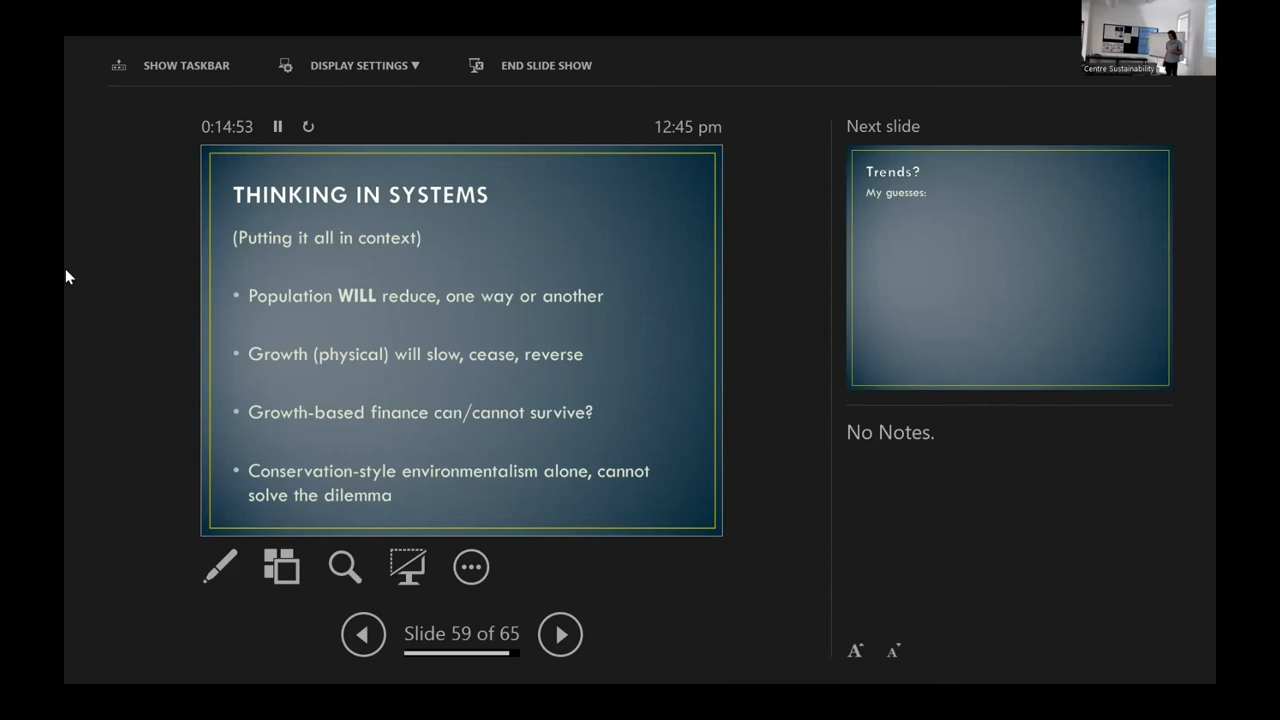 Centre Sustainability
SHOW TASKBAR
DISPLAY SETTINGS ▼
END SLIDE SHOW
0:14:53
12:45 pm
Next slide
THINKING IN SYSTEMS
(Putting it all in context)
• Population WILL reduce, one way or another
• Growth (physical) will slow, cease, reverse
• Growth-based finance can/cannot survive?
• Conservation-style environmentalism alone, cannot
solve the dilemma
Trends?
My guesses:
No Notes.
Slide 59 of 65
A A